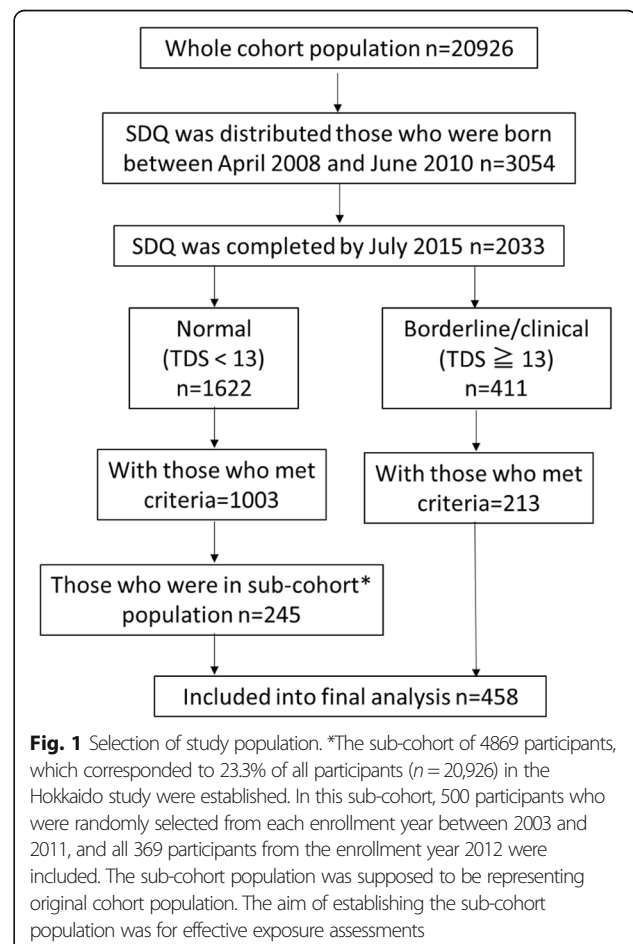 Whole cohort population n=20926
SDQ was distributed those who were born
between April 2008 and June 2010 n=3054
SDQ was completed by July 2015 n=2033
Normal
(TDS < 13)
n=1622
Borderline/clinical
(TDS ≧ 13)
n=411
With those who met
criteria=1003
With those who met
criteria=213
Those who were in sub-cohort*
population n=245
Included into final analysis n=458
Fig. 1 Selection of study population. *The sub-cohort of 4869 participants,
which corresponded to 23.3% of all participants (n = 20,926) in the
Hokkaido study were established. In this sub-cohort, 500 participants who
were randomly selected from each enrollment year between 2003 and
2011, and all 369 participants from the enrollment year 2012 were
included. The sub-cohort population was supposed to be representing
original cohort population. The aim of establishing the sub-cohort
population was for effective exposure assessments